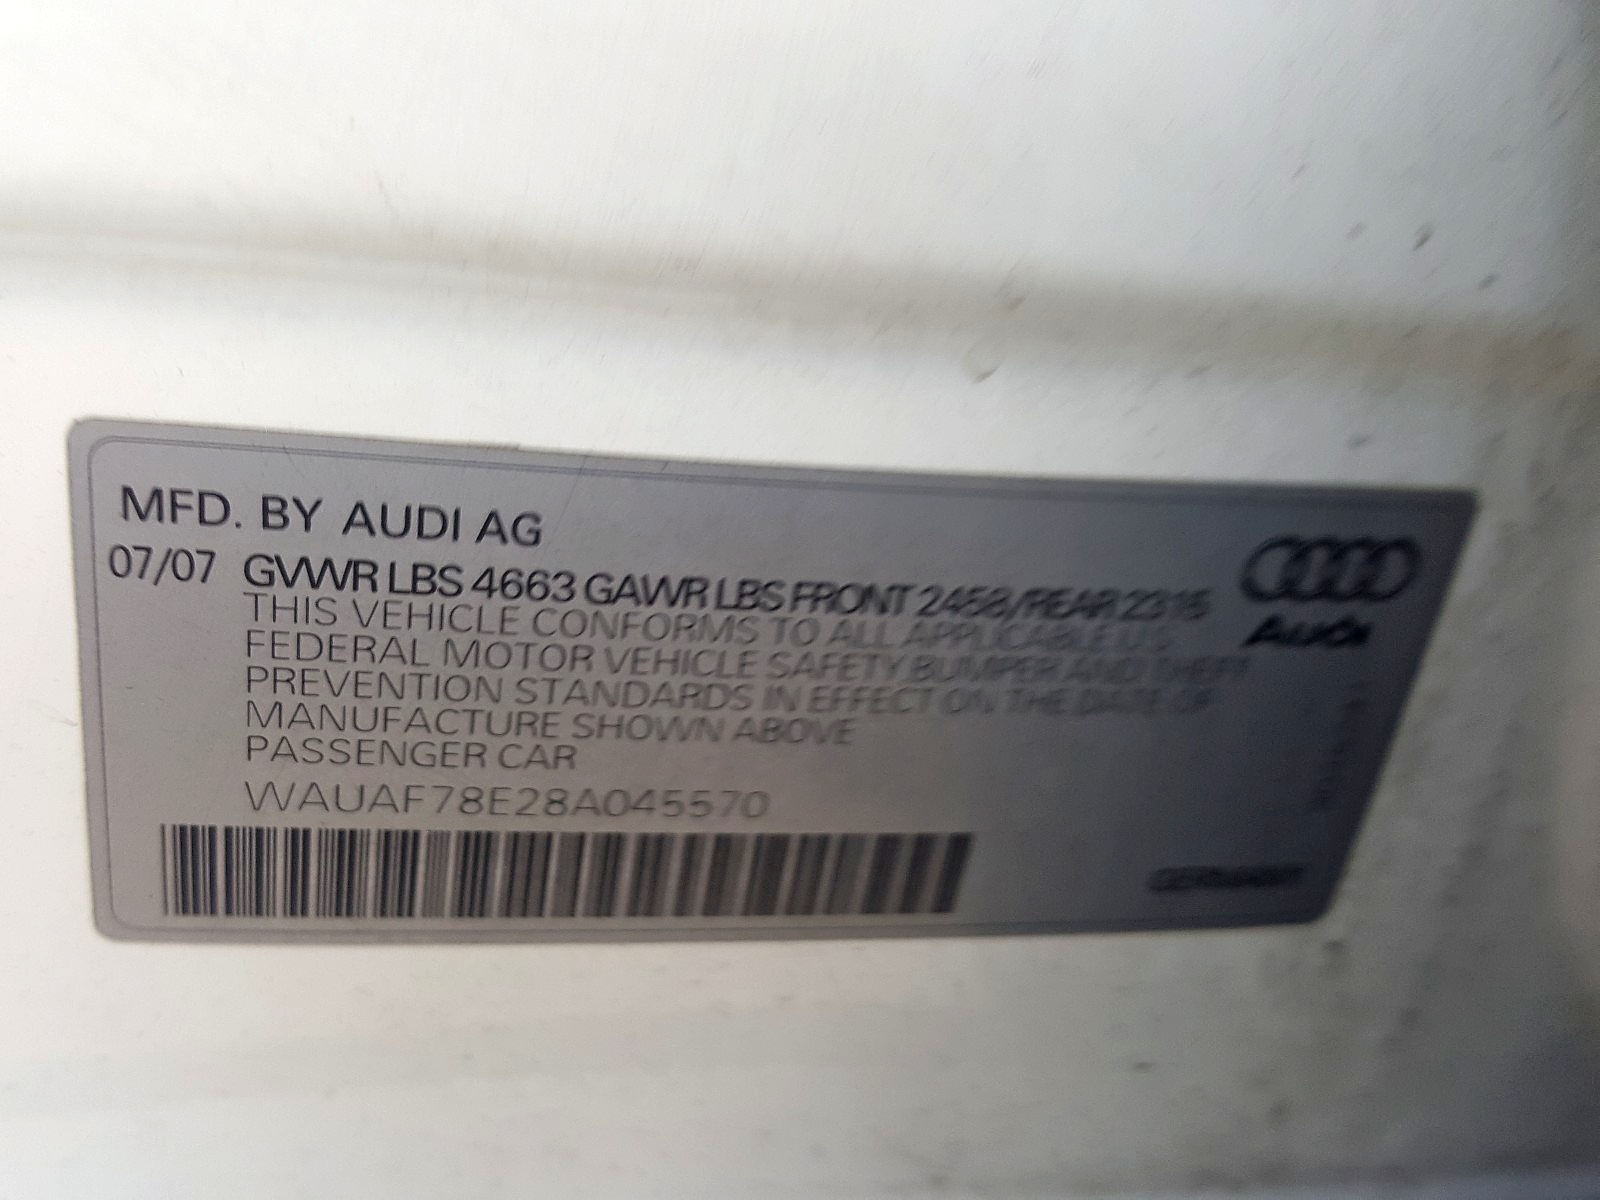 MFD. BY AUDI AG
07/07 GVWR LBS 4663 GAWR LBS FRONT 2458/REAR 2315
THIS VEHICLE CONFORMS TO ALL APPLICABLE U.S.
FEDERAL MOTOR VEHICLE SAFETY BUMPER AND THEFT
PREVENTION STANDARDS IN EFFECT ON THE DATE OF
MANUFACTURE SHOWN ABOVE
PASSENGER CAR
WAUAF78E28A045570
Audi
GERMANY